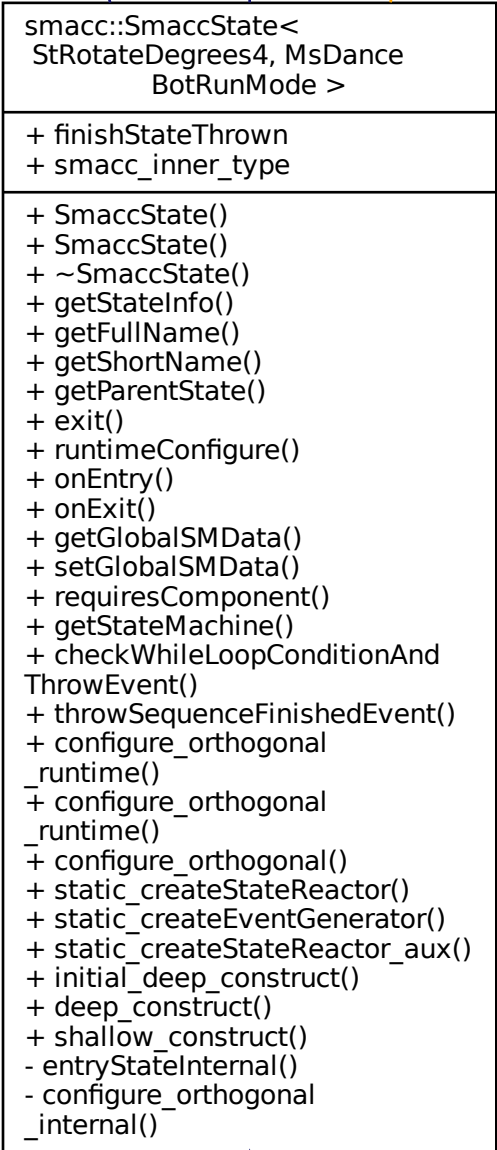 smacc::SmaccState<
StRotateDegrees4, MsDance
BotRunMode >
+ finishStateThrown
+ smacc_inner_type
+ SmaccState()
+ SmaccState()
+ ~SmaccState()
+ getStateInfo()
+ getFullName()
+ getShortName()
+ getParentState()
+ exit()
+ runtimeConfigure()
+ onEntry()
+ onExit()
+ getGlobalSMData()
+ setGlobalSMData()
+ requiresComponent()
+ getStateMachine()
+ checkWhileLoopConditionAnd
ThrowEvent()
+ throwSequenceFinishedEvent()
+ configure_orthogonal
_runtime()
+ configure_orthogonal
_runtime()
+ configure_orthogonal()
+ static_createStateReactor()
+ static_createEventGenerator()
+ static_createStateReactor_aux()
+ initial_deep_construct()
+ deep_construct()
+ shallow_construct()
- entryStateInternal()
- configure_orthogonal
_internal()